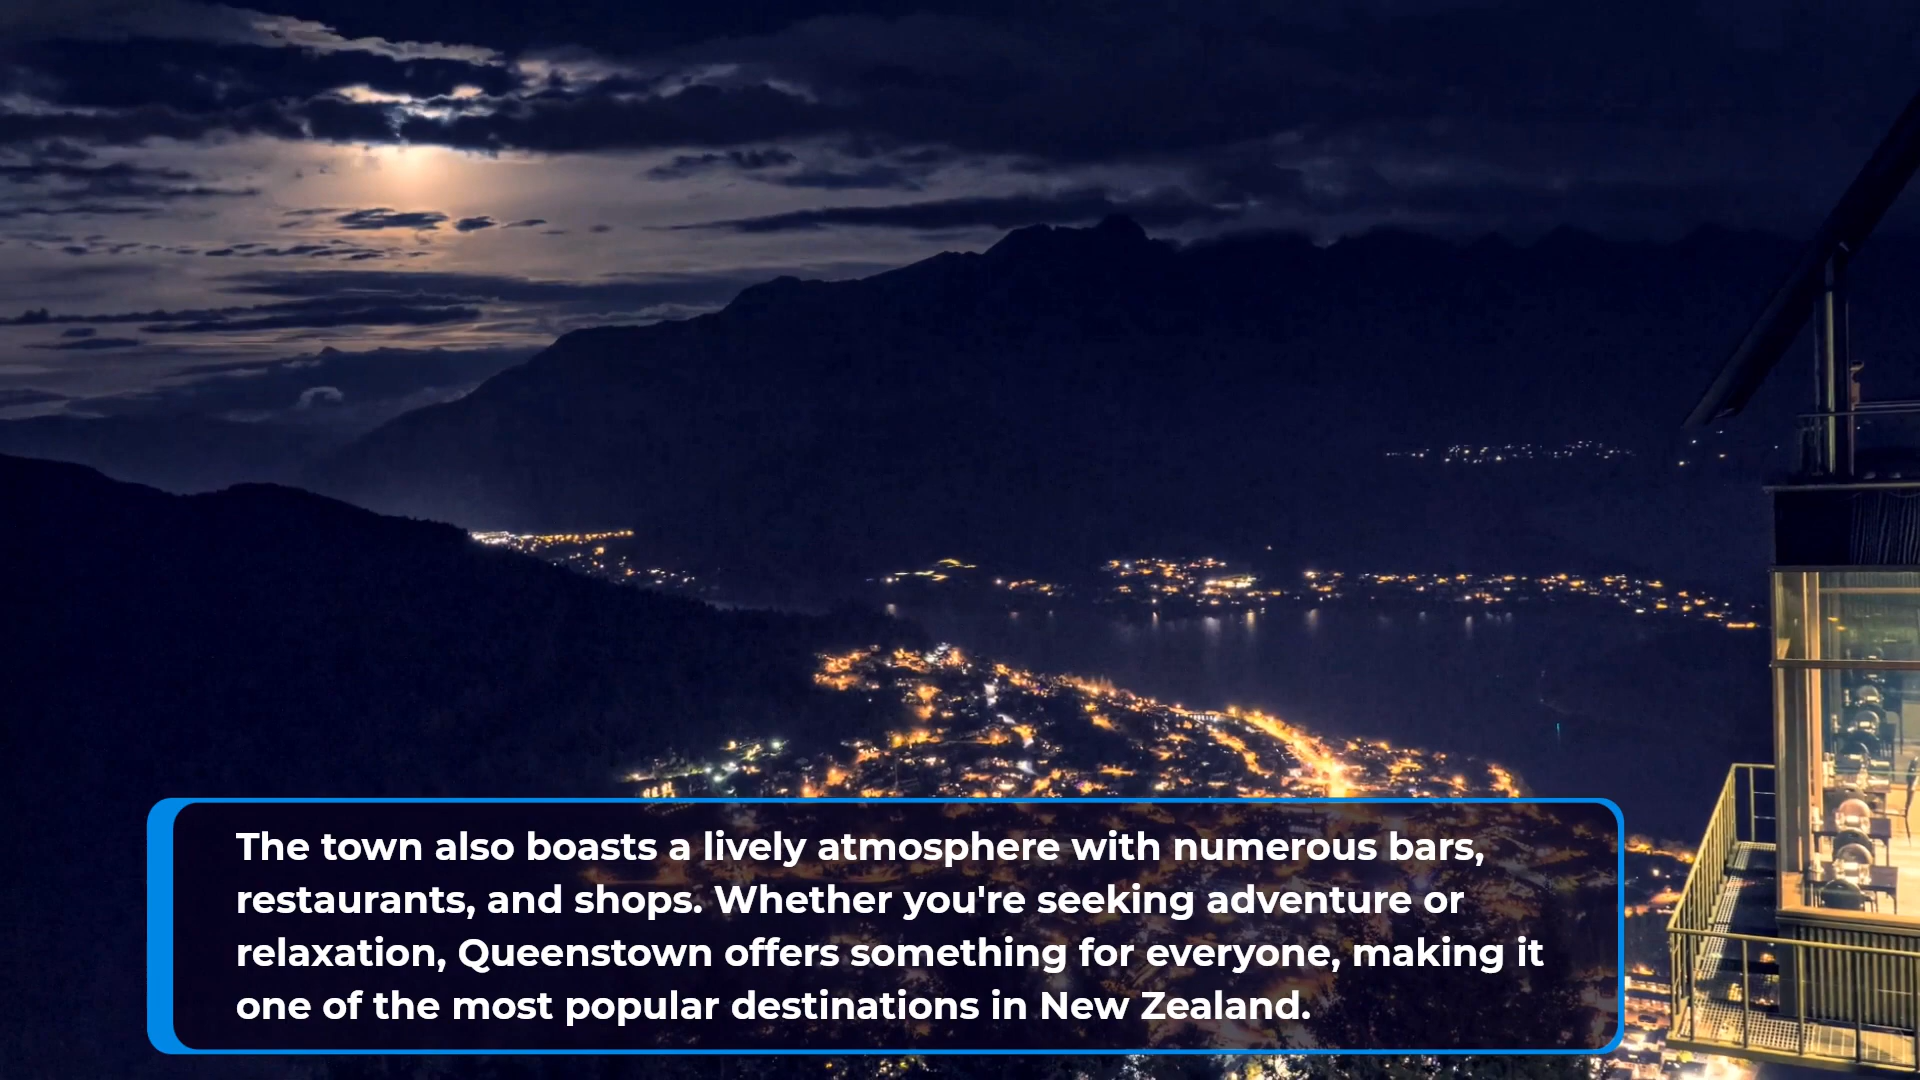 The town also boasts a lively atmosphere with numerous bars,
restaurants, and shops. Whether you're seeking adventure or
relaxation, Queenstown offers something for everyone, making it
one of the most popular destinations in New Zealand.